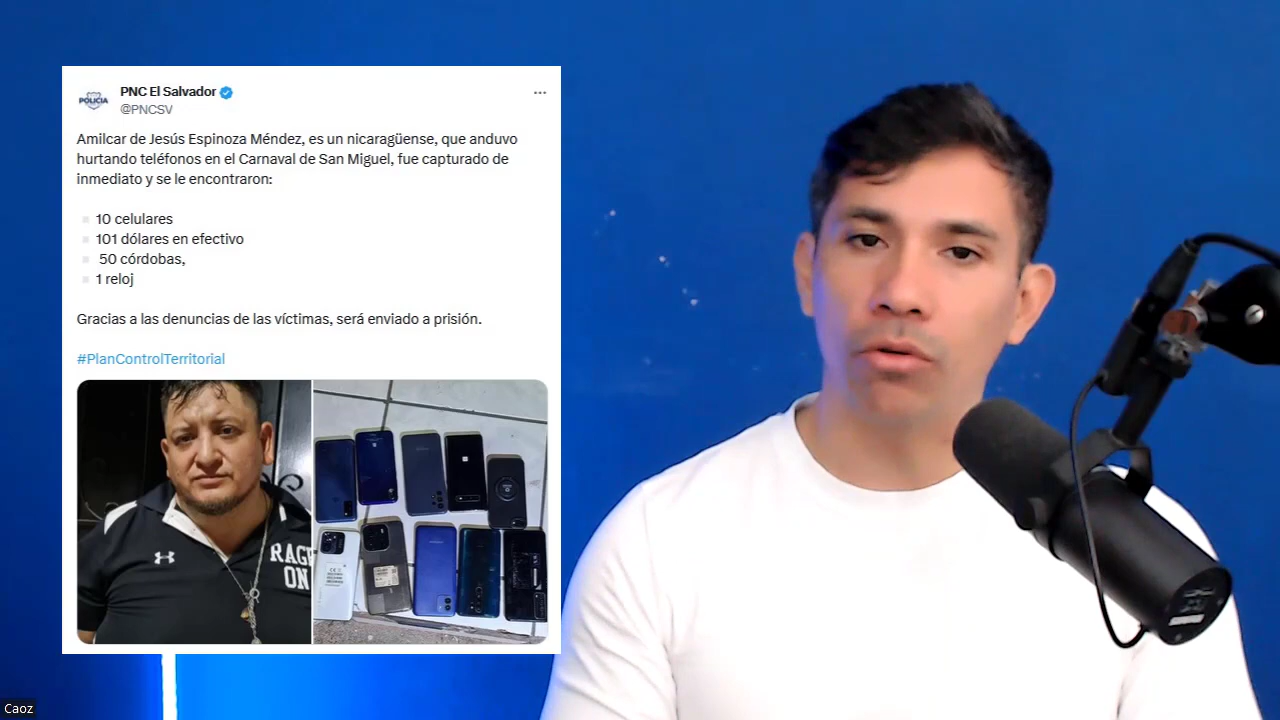 PNC El Salvador
POLICIA
@PNCSV
Amilcar de Jesús Espinoza Méndez, es un nicaragüense, que anduvo
hurtando teléfonos en el Carnaval de San Miguel, fue capturado de
inmediato y se le encontraron:
10 celulares
101 dólares en efectivo
50 córdobas,
1 reloj
Gracias a las denuncias de las víctimas, será enviado a prisión.
#PlanControlTerritorial
RAGE
ON
Caoz